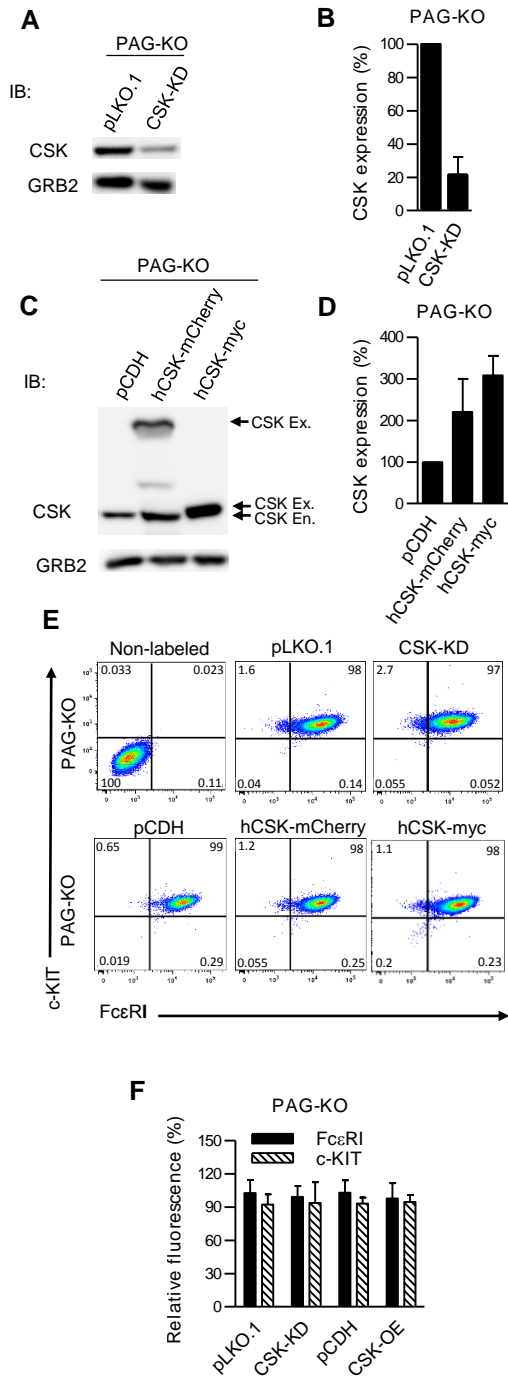 A
PAG-KO
IB:
pLKO.1
CSK-KD
CSK
GRB2
B
PAG-KO
CSK expression (%)
100
80
60
40
20
0
pLKO.1
CSK-KD
PAG-KO
C
IB:
pCDH
hCSK-mCherry
hCSK-myc
CSK Ex.
CSK
CSK Ex.
CSK En.
GRB2
D
PAG-KO
CSK expression (%)
400
300
200
100
0
pCDH
hCSK-mCherry
hCSK-myc
E
Non-labeled
pLKO.1
CSK-KD
PAG-KO
0.033 0.023
100 0.11
1.6 98
0.04 0.14
2.7 97
0.055 0.052
pCDH
hCSK-mCherry
hCSK-myc
PAG-KO
0.65 99
0.019 0.29
1.2 98
0.055 0.25
1.1 98
0.2 0.23
c-KIT
FcεRI
F
PAG-KO
FcεRI
c-KIT
Relative fluorescence (%)
150
120
90
60
30
0
pLKO.1
CSK-KD
pCDH
CSK-OE